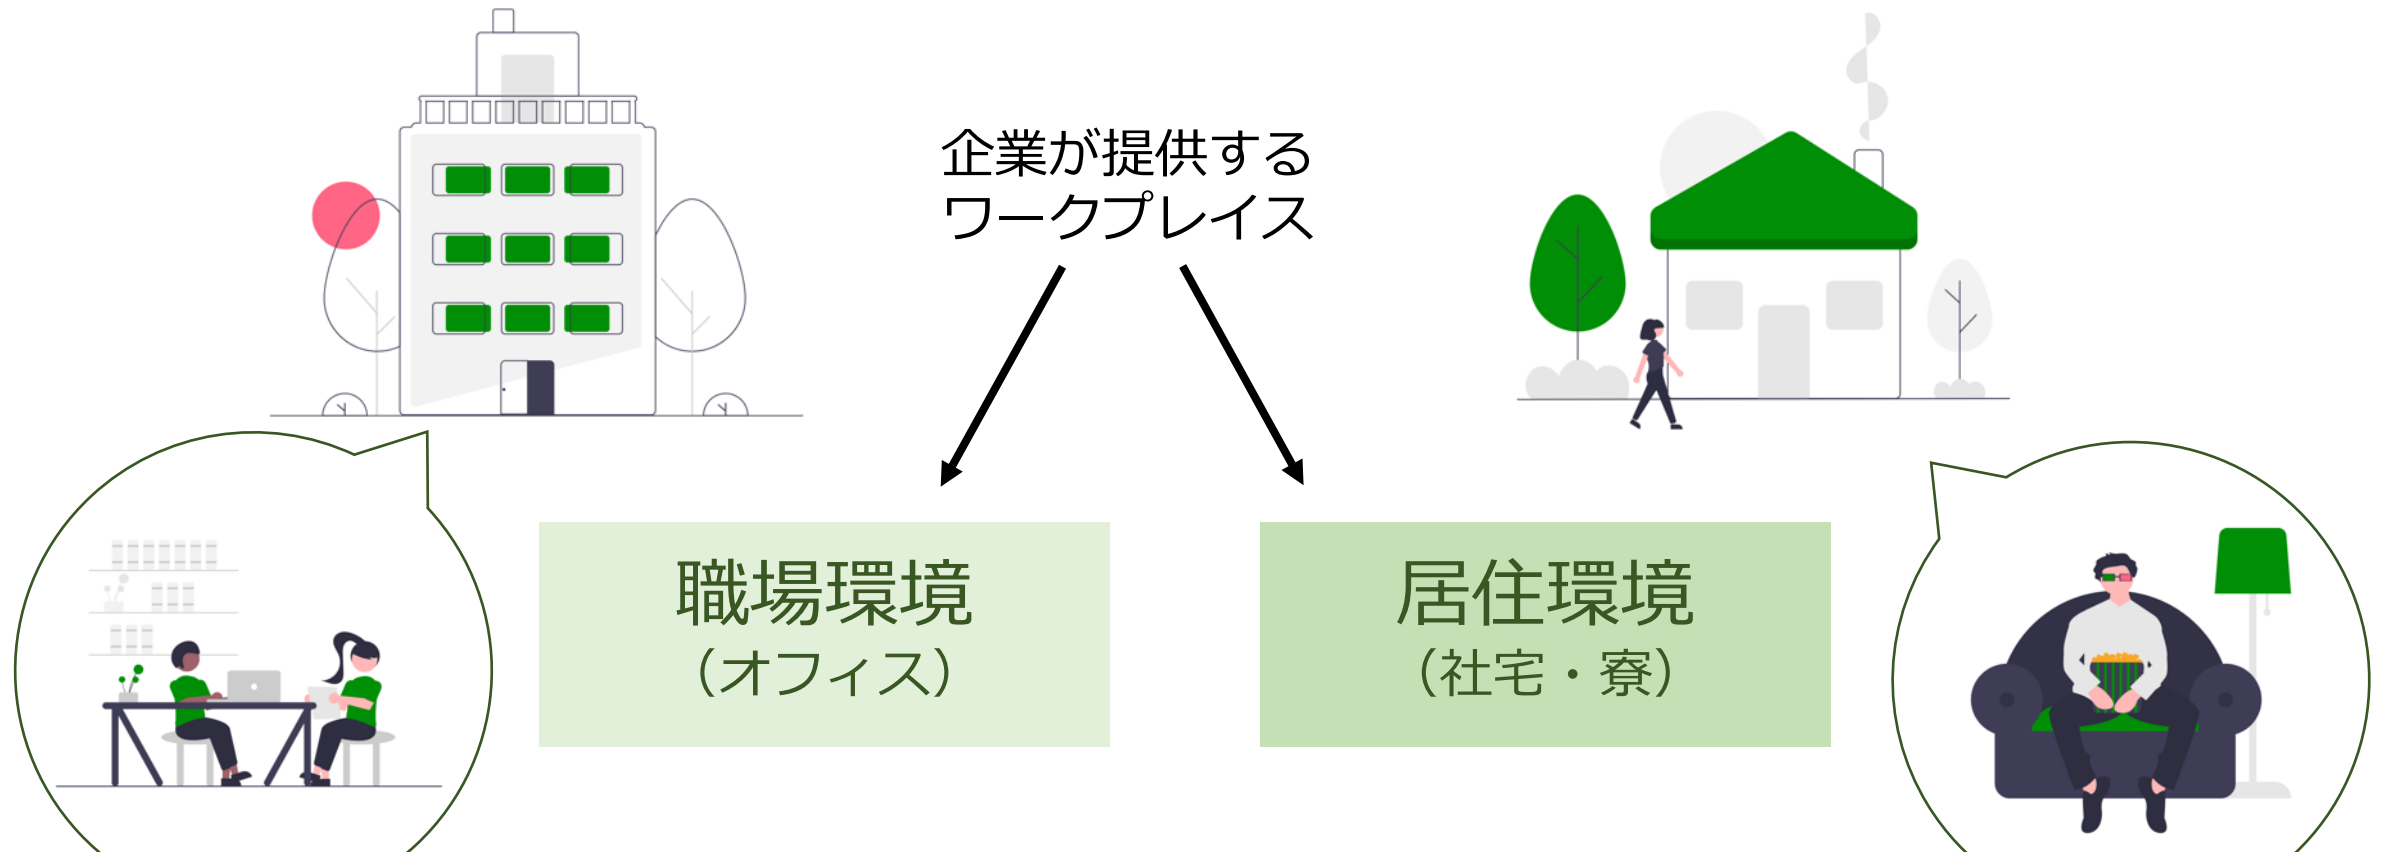 企業が提供する
ワークプレイス
職場環境
（オフィス）
居住環境
（社宅・寮）